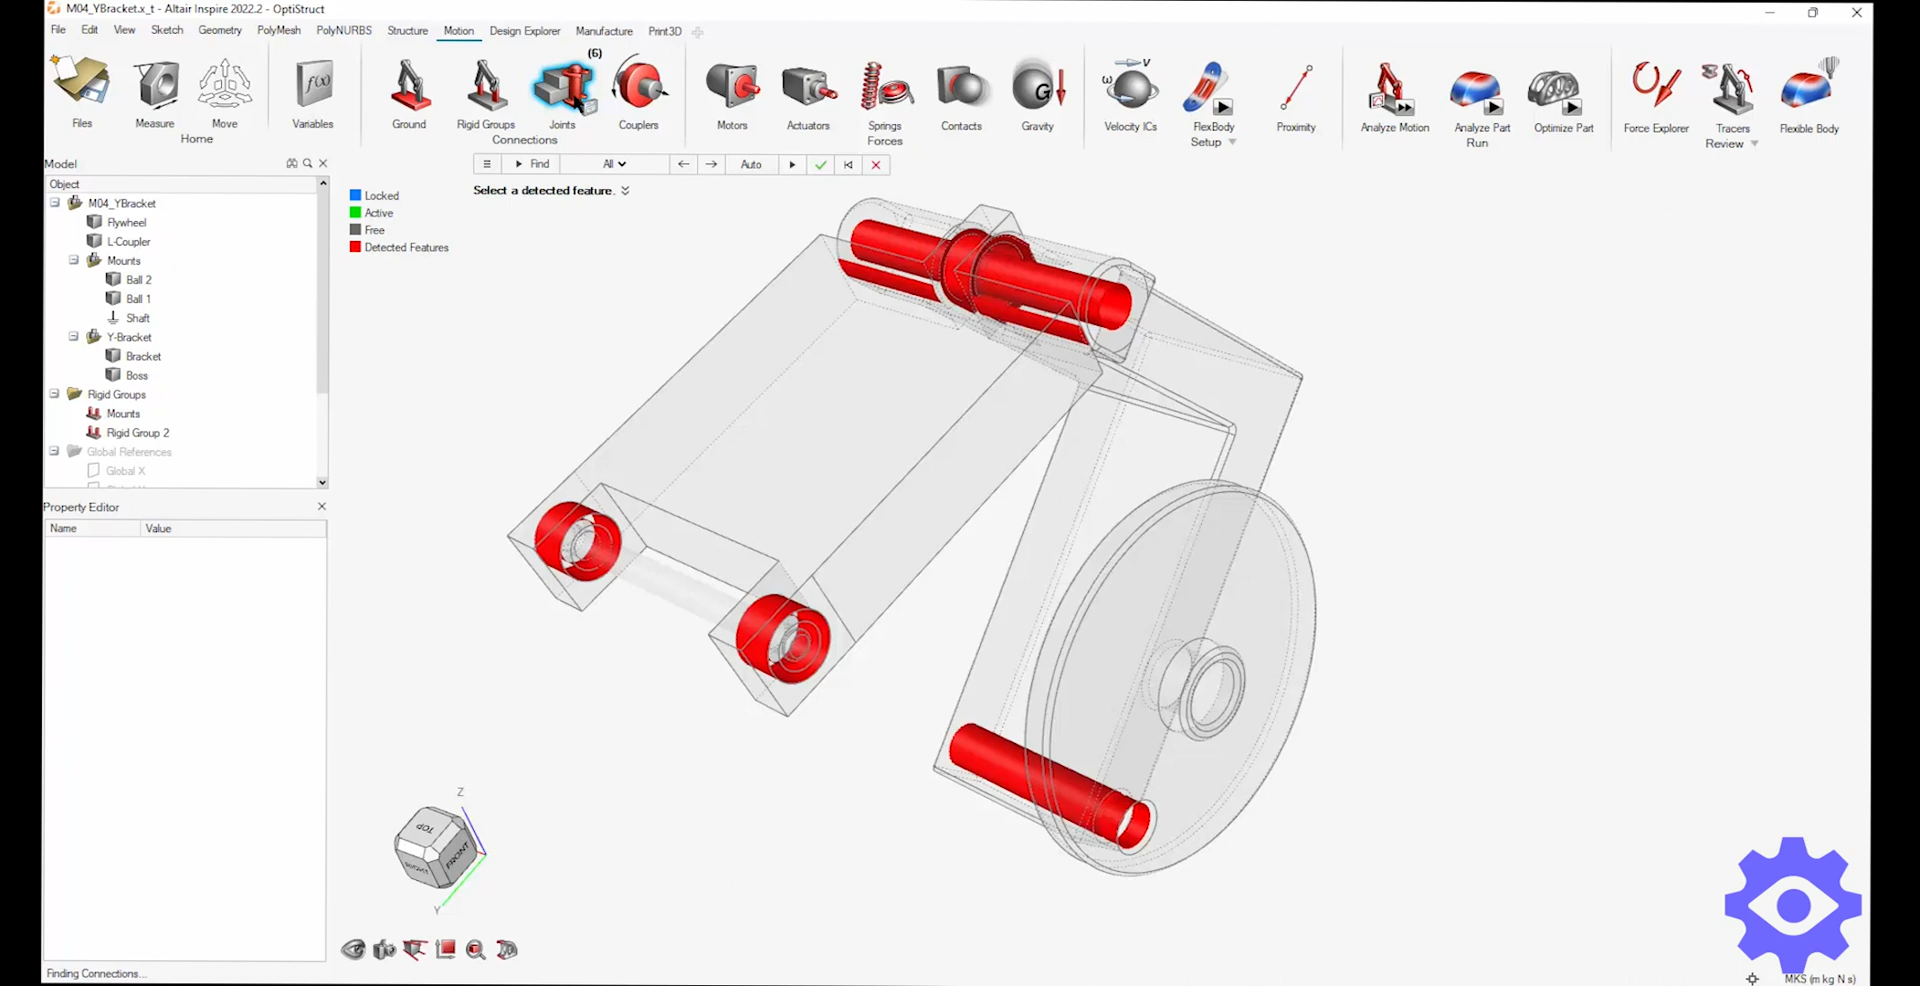 M04_YBracket.x_t - Altair Inspire 2022.2 - OptiStruct
File Edit View Sketch Geometry PolyMesh PolyNURBS Structure Motion Design Explorer Manufacture Print3D
(6)
Files Measure Move Variables Ground Rigid Groups Joints Couplers Motors Actuators Springs Contacts Gravity Velocity ICs FlexBody Proximity Analyze Motion Analyze Part Optimize Part Force Explorer Tracers Flexible Body
Home Connections Forces Setup Run Review
Model
Find All Auto
Object
Select a detected feature.
M04_YBracket
Flywheel
L-Coupler
Mounts
Ball 2
Ball 1
Shaft
Y-Bracket
Bracket
Boss
Rigid Groups
Mounts
Rigid Group 2
Global References
Global X
Locked
Active
Free
Detected Features
Property Editor
Name Value
Z
TOP
FRONT
Y
Finding Connections...
MKS (m kg N s)